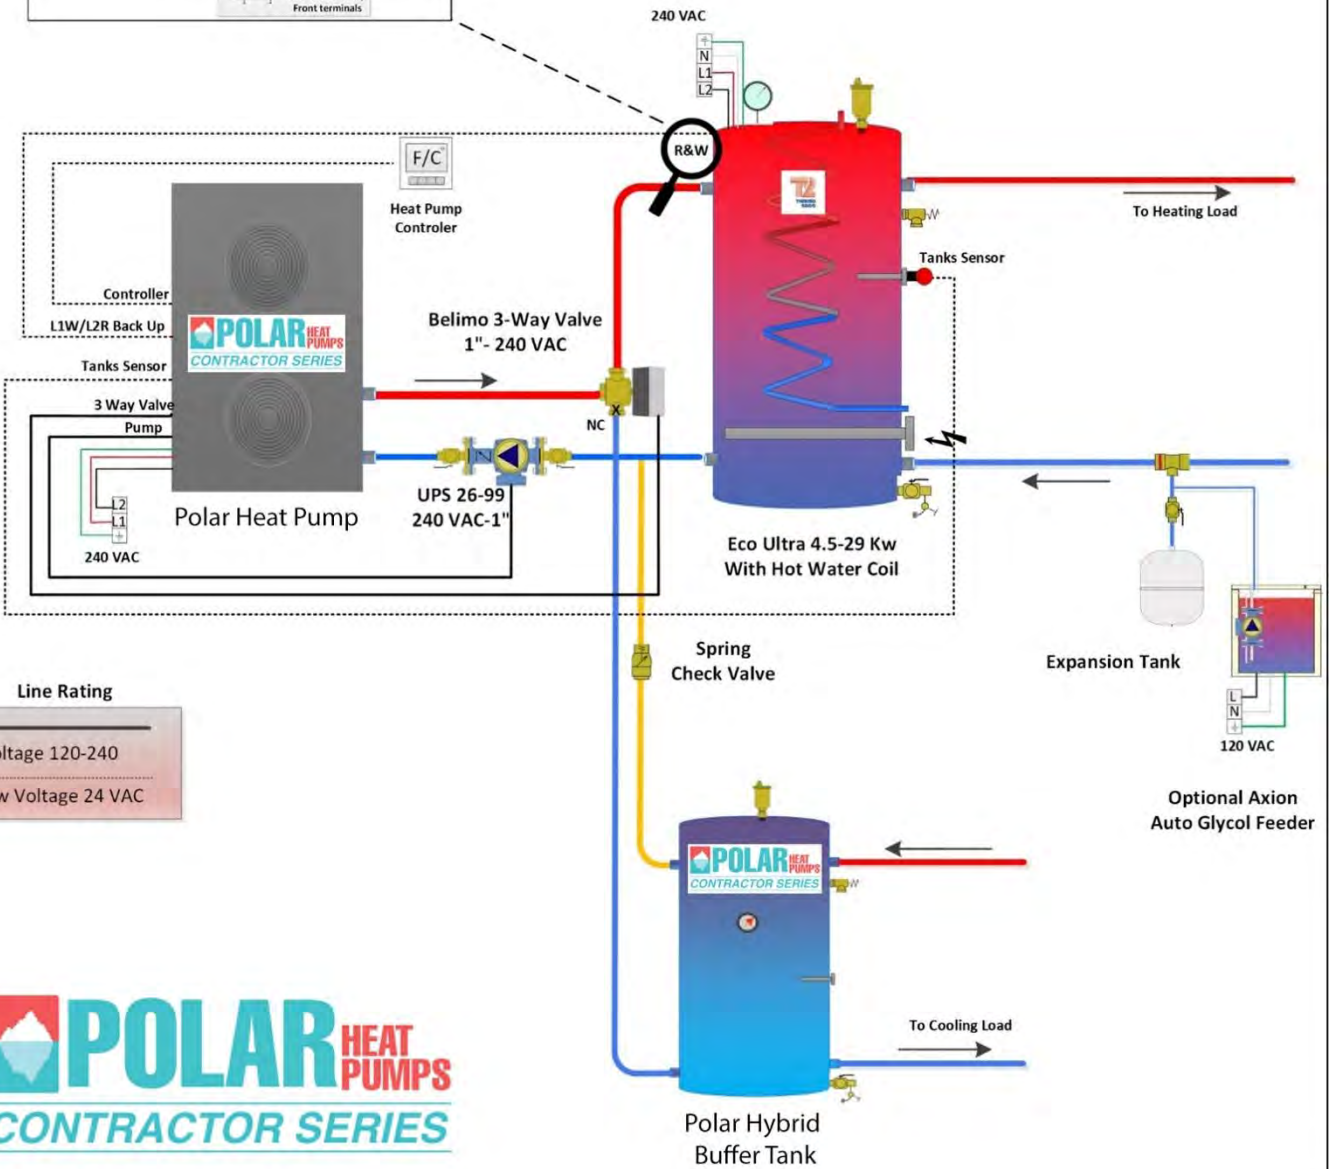 Front terminals
240 VAC
N
L1
L2
R&W
F/C
Heat Pump
Controler
To Heating Load
Tanks Sensor
Controller
L1W/L2R Back Up
Tanks Sensor
3 Way Valve
Pump
POLAR HEAT PUMPS
CONTRACTOR SERIES
Belimo 3-Way Valve
1"- 240 VAC
X
NC
UPS 26-99
240 VAC-1"
L2
L1
240 VAC
Polar Heat Pump
Eco Ultra 4.5-29 Kw
With Hot Water Coil
Spring
Check Valve
Expansion Tank
L
N
120 VAC
Optional Axion
Auto Glycol Feeder
Line Rating
ltage 120-240
w Voltage 24 VAC
POLAR HEAT PUMPS
CONTRACTOR SERIES
To Cooling Load
Polar Hybrid
Buffer Tank
POLAR HEAT PUMPS
CONTRACTOR SERIES